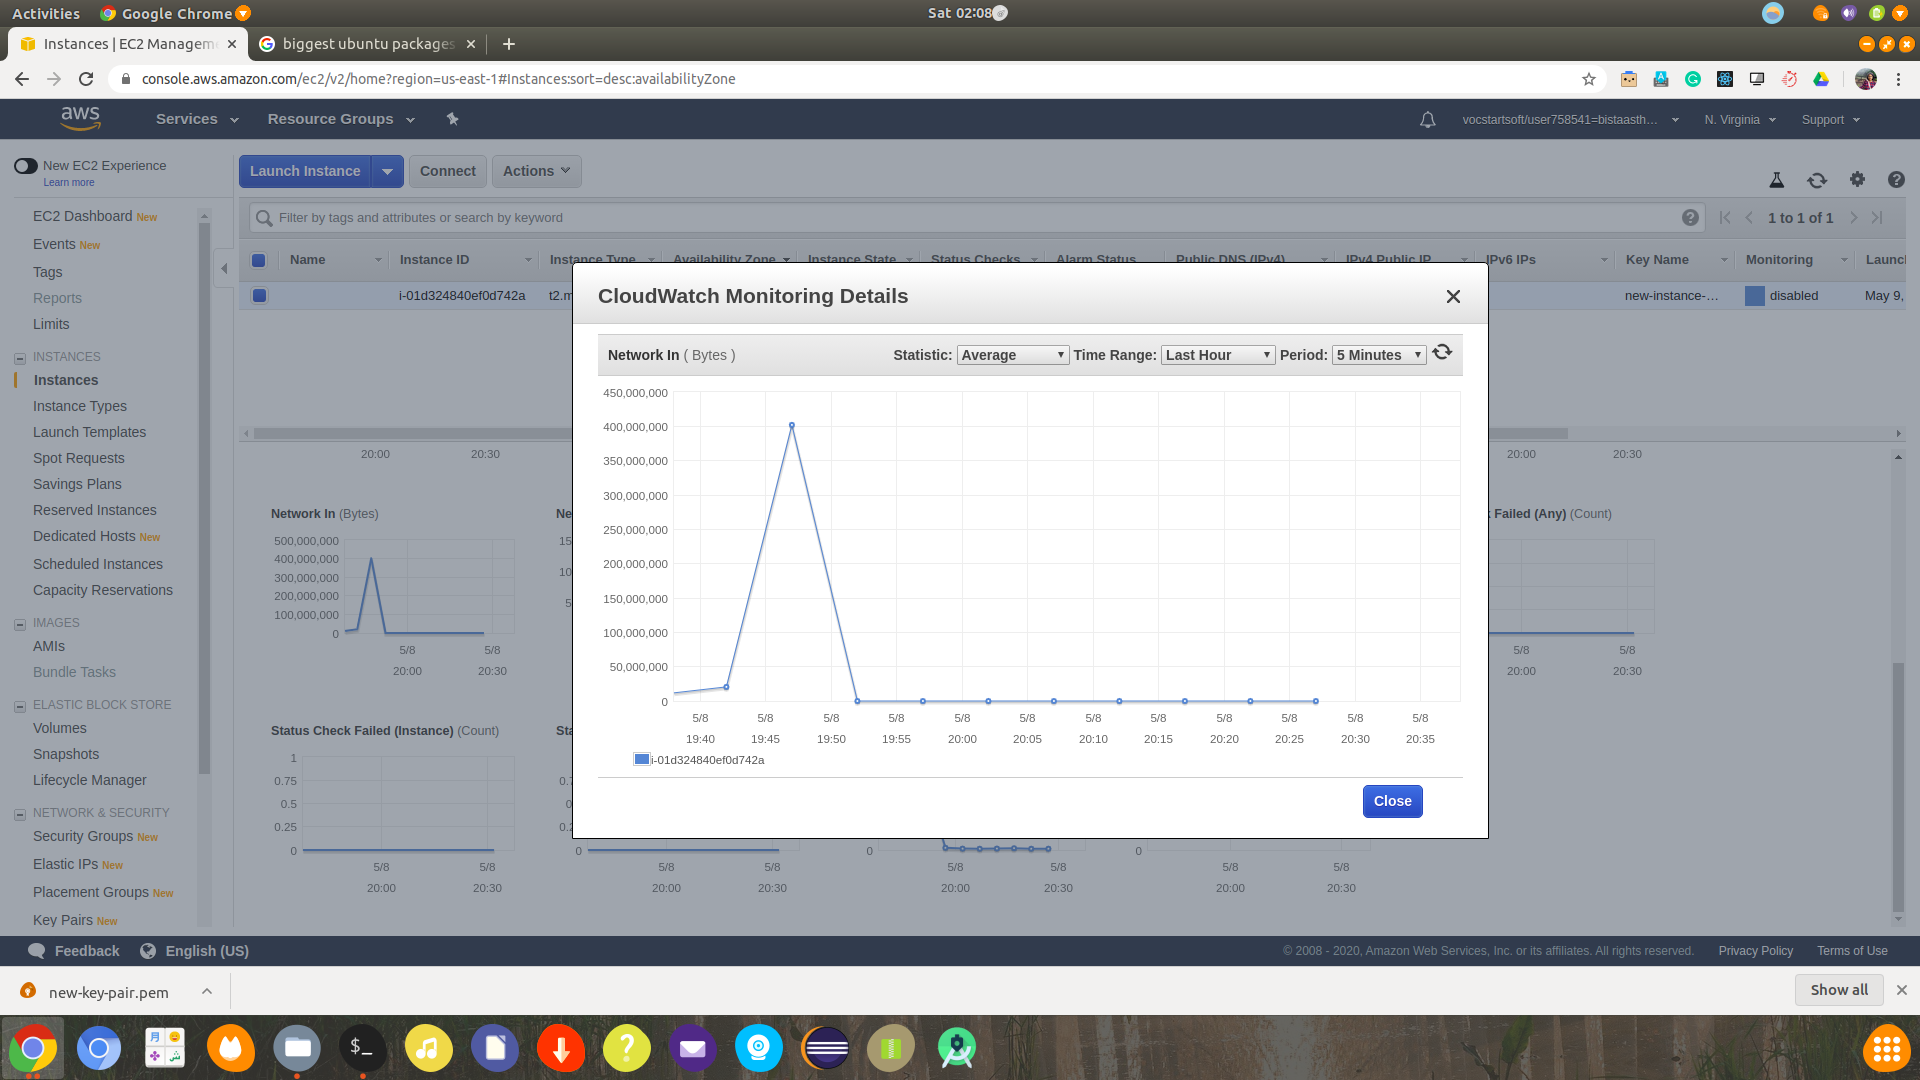 Activities
Google Chrome
Sat 02:08
Instances | EC2 Managem
biggest ubuntu packages
console.aws.amazon.com/ec2/v2/home?region=us-east-1#Instances:sort=desc:availabilityZone
aws
Services
Resource Groups
vocstartsoft/user758541=bistaasth...
N. Virginia
Support
New EC2 Experience
Learn more
Launch Instance
Connect
Actions
EC2 Dashboard New
Events New
Tags
Reports
Limits
INSTANCES
Instances
Instance Types
Launch Templates
Spot Requests
Savings Plans
Reserved Instances
Dedicated Hosts New
Scheduled Instances
Capacity Reservations
IMAGES
AMIs
Bundle Tasks
ELASTIC BLOCK STORE
Volumes
Snapshots
Lifecycle Manager
NETWORK & SECURITY
Security Groups New
Elastic IPs New
Placement Groups New
Key Pairs New
Filter by tags and attributes or search by keyword
1 to 1 of 1
Name
Instance ID
Instance Type
Availability Zone
Instance State
Status Checks
Alarm Status
Public DNS (IPv4)
IPv4 Public IP
IPv6 IPs
Key Name
Monitoring
Launch
i-01d324840ef0d742a
t2.m
new-instance-...
disabled
May 9,
20:00 20:30
20:00 20:30
Network In (Bytes)
500,000,000
400,000,000
300,000,000
200,000,000
100,000,000
0
5/8 5/8
20:00 20:30
Ne
15
10
5
Failed (Any) (Count)
5/8 5/8
20:00 20:30
Status Check Failed (Instance) (Count)
1
0.75
0.5
0.25
0
5/8 5/8
20:00 20:30
Sta
0.7
0
0.2
0
5/8 5/8
20:00 20:30
0
5/8 5/8
20:00 20:30
0
5/8 5/8
20:00 20:30
CloudWatch Monitoring Details
Network In ( Bytes )
Statistic: Average
Time Range: Last Hour
Period: 5 Minutes
450,000,000
400,000,000
350,000,000
300,000,000
250,000,000
200,000,000
150,000,000
100,000,000
50,000,000
0
5/8 5/8 5/8 5/8 5/8 5/8 5/8 5/8 5/8 5/8 5/8 5/8
19:40 19:45 19:50 19:55 20:00 20:05 20:10 20:15 20:20 20:25 20:30 20:35
i-01d324840ef0d742a
Close
Feedback
English (US)
© 2008 - 2020, Amazon Web Services, Inc. or its affiliates. All rights reserved.
Privacy Policy
Terms of Use
new-key-pair.pem
Show all